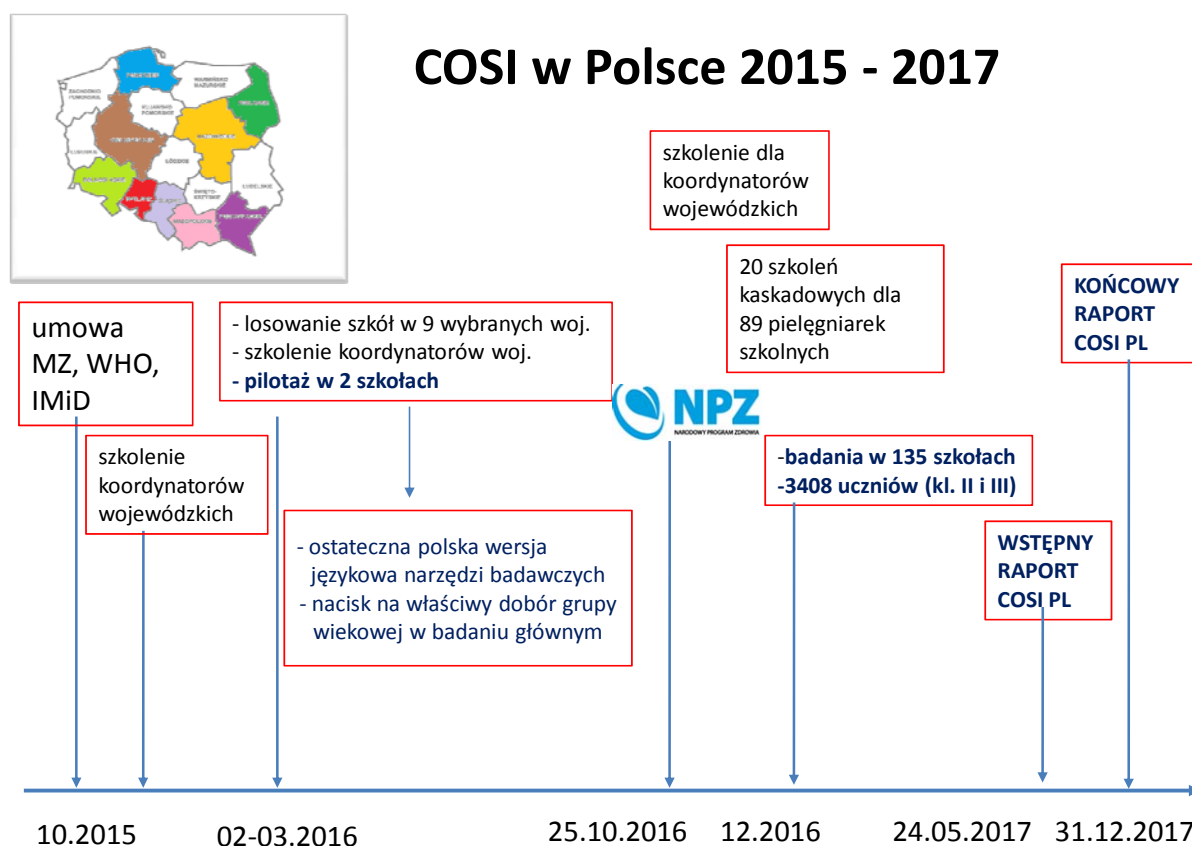 COSI w Polsce 2015 - 2017
ŁÓDZKIE
LUBELSKIE
szkolenie dla
koordynatorów
wojewódzkich
20 szkoleń
kaskadowych dla
89 pielęgniarek
szkolnych
KOŃCOWY
RAPORT
COSI PL
umowa
MZ, WHO,
IMiD
- losowanie szkół w 9 wybranych woj.
- szkolenie koordynatorów woj.
- pilotaż w 2 szkołach
NPZ
NARODOWY PROGRAM ZDROWIA
szkolenie
koordynatorów
wojewódzkich
-badania w 135 szkołach
-3408 uczniów (kl. II i III)
- ostateczna polska wersja
językowa narzędzi badawczych
- nacisk na właściwy dobór grupy
wiekowej w badaniu głównym
WSTĘPNY
RAPORT
COSI PL
10.2015
02-03.2016
25.10.2016
12.2016
24.05.2017
31.12.2017